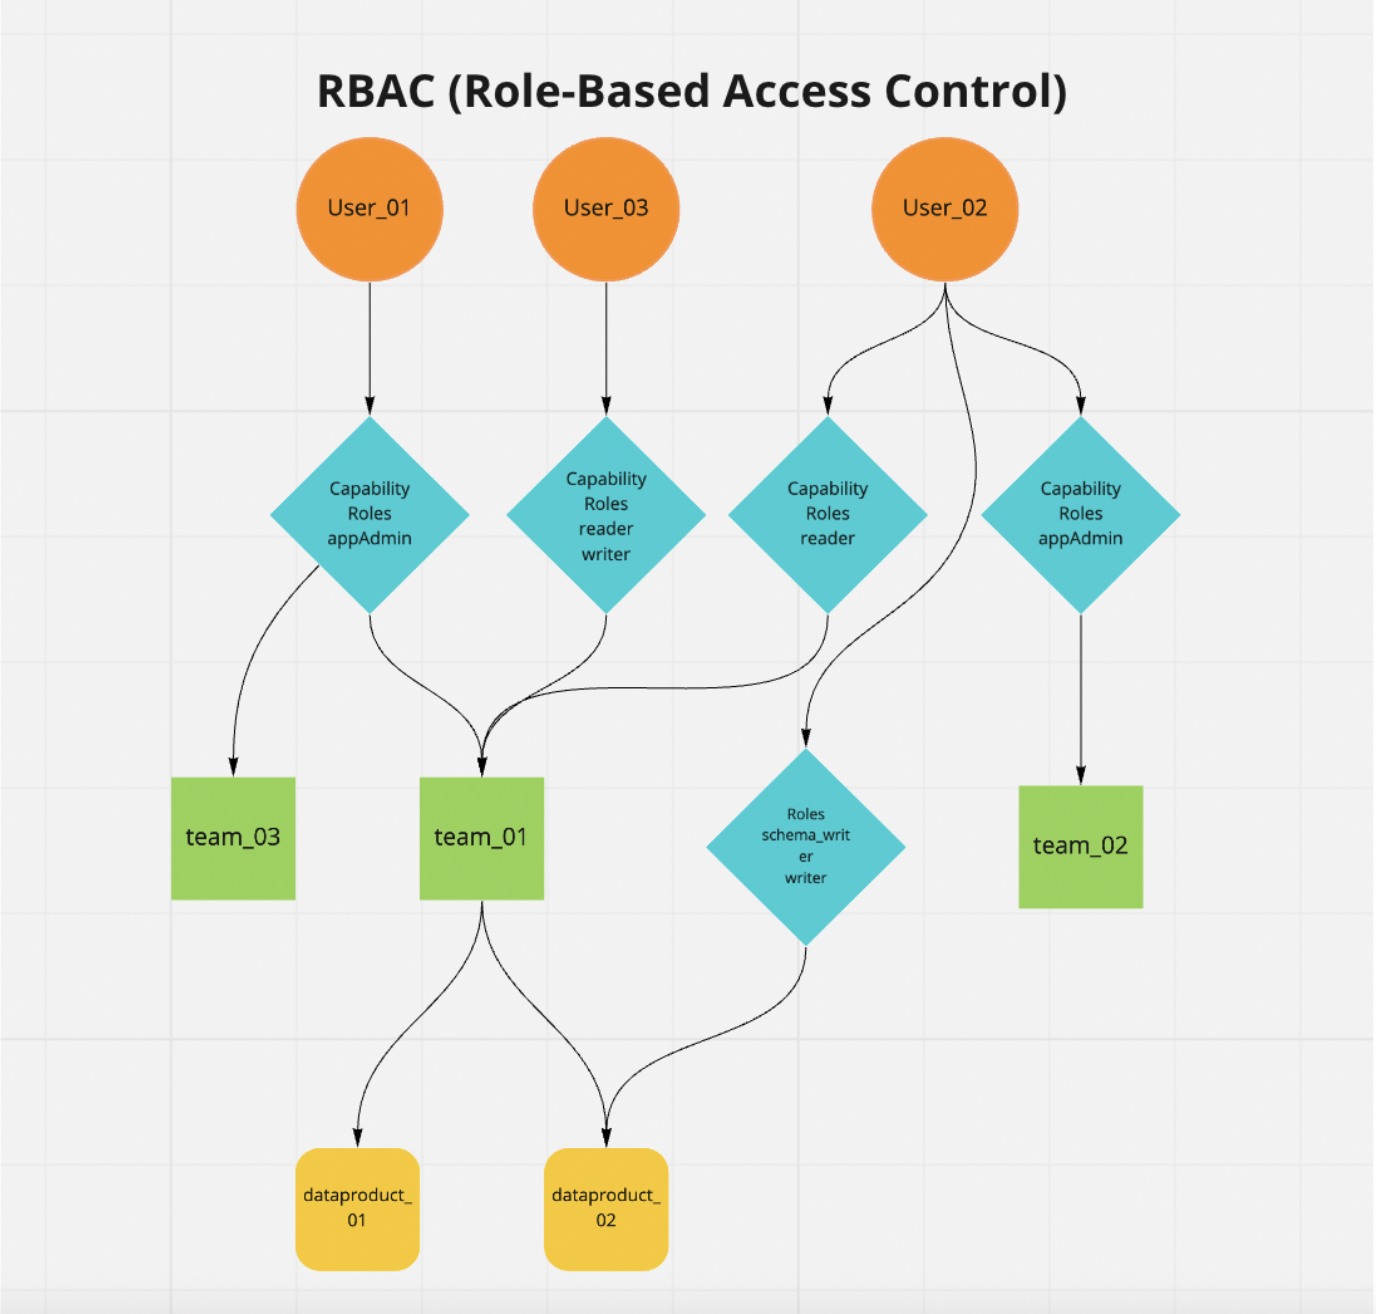 RBAC (Role-Based Access Control)
User_01
User_03
User_02
Capability
Roles
appAdmin
Capability
Roles
reader
writer
Capability
Roles
reader
Capability
Roles
appAdmin
team_03
team_01
Roles
schema_writ
er
writer
team_02
dataproduct_
01
dataproduct_
02